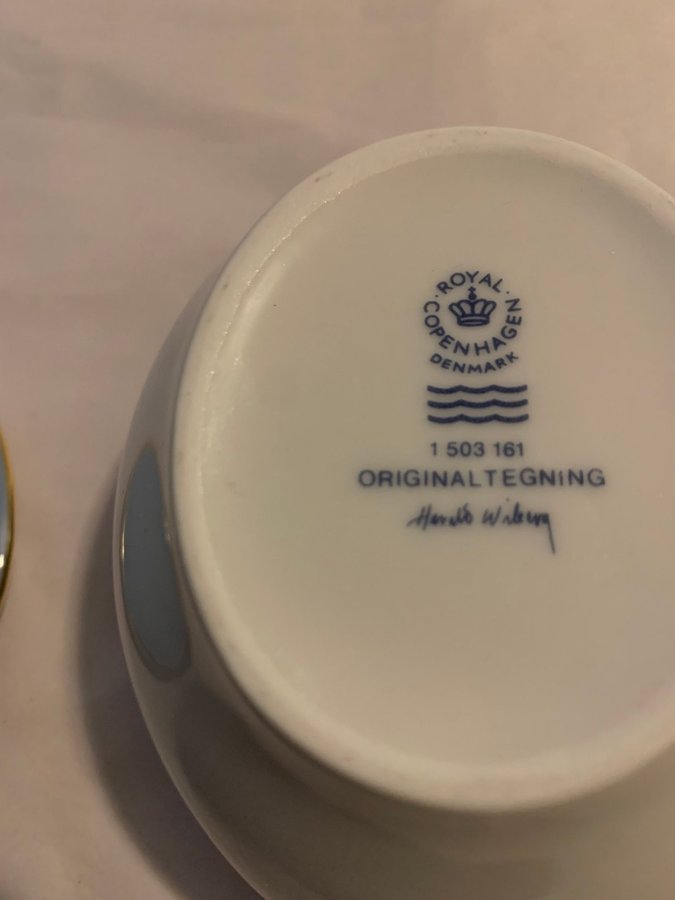 ROYAL
COPENHAGEN
DENMARK
1 503 161
ORIGINALTEGNING
Harald Wiberg